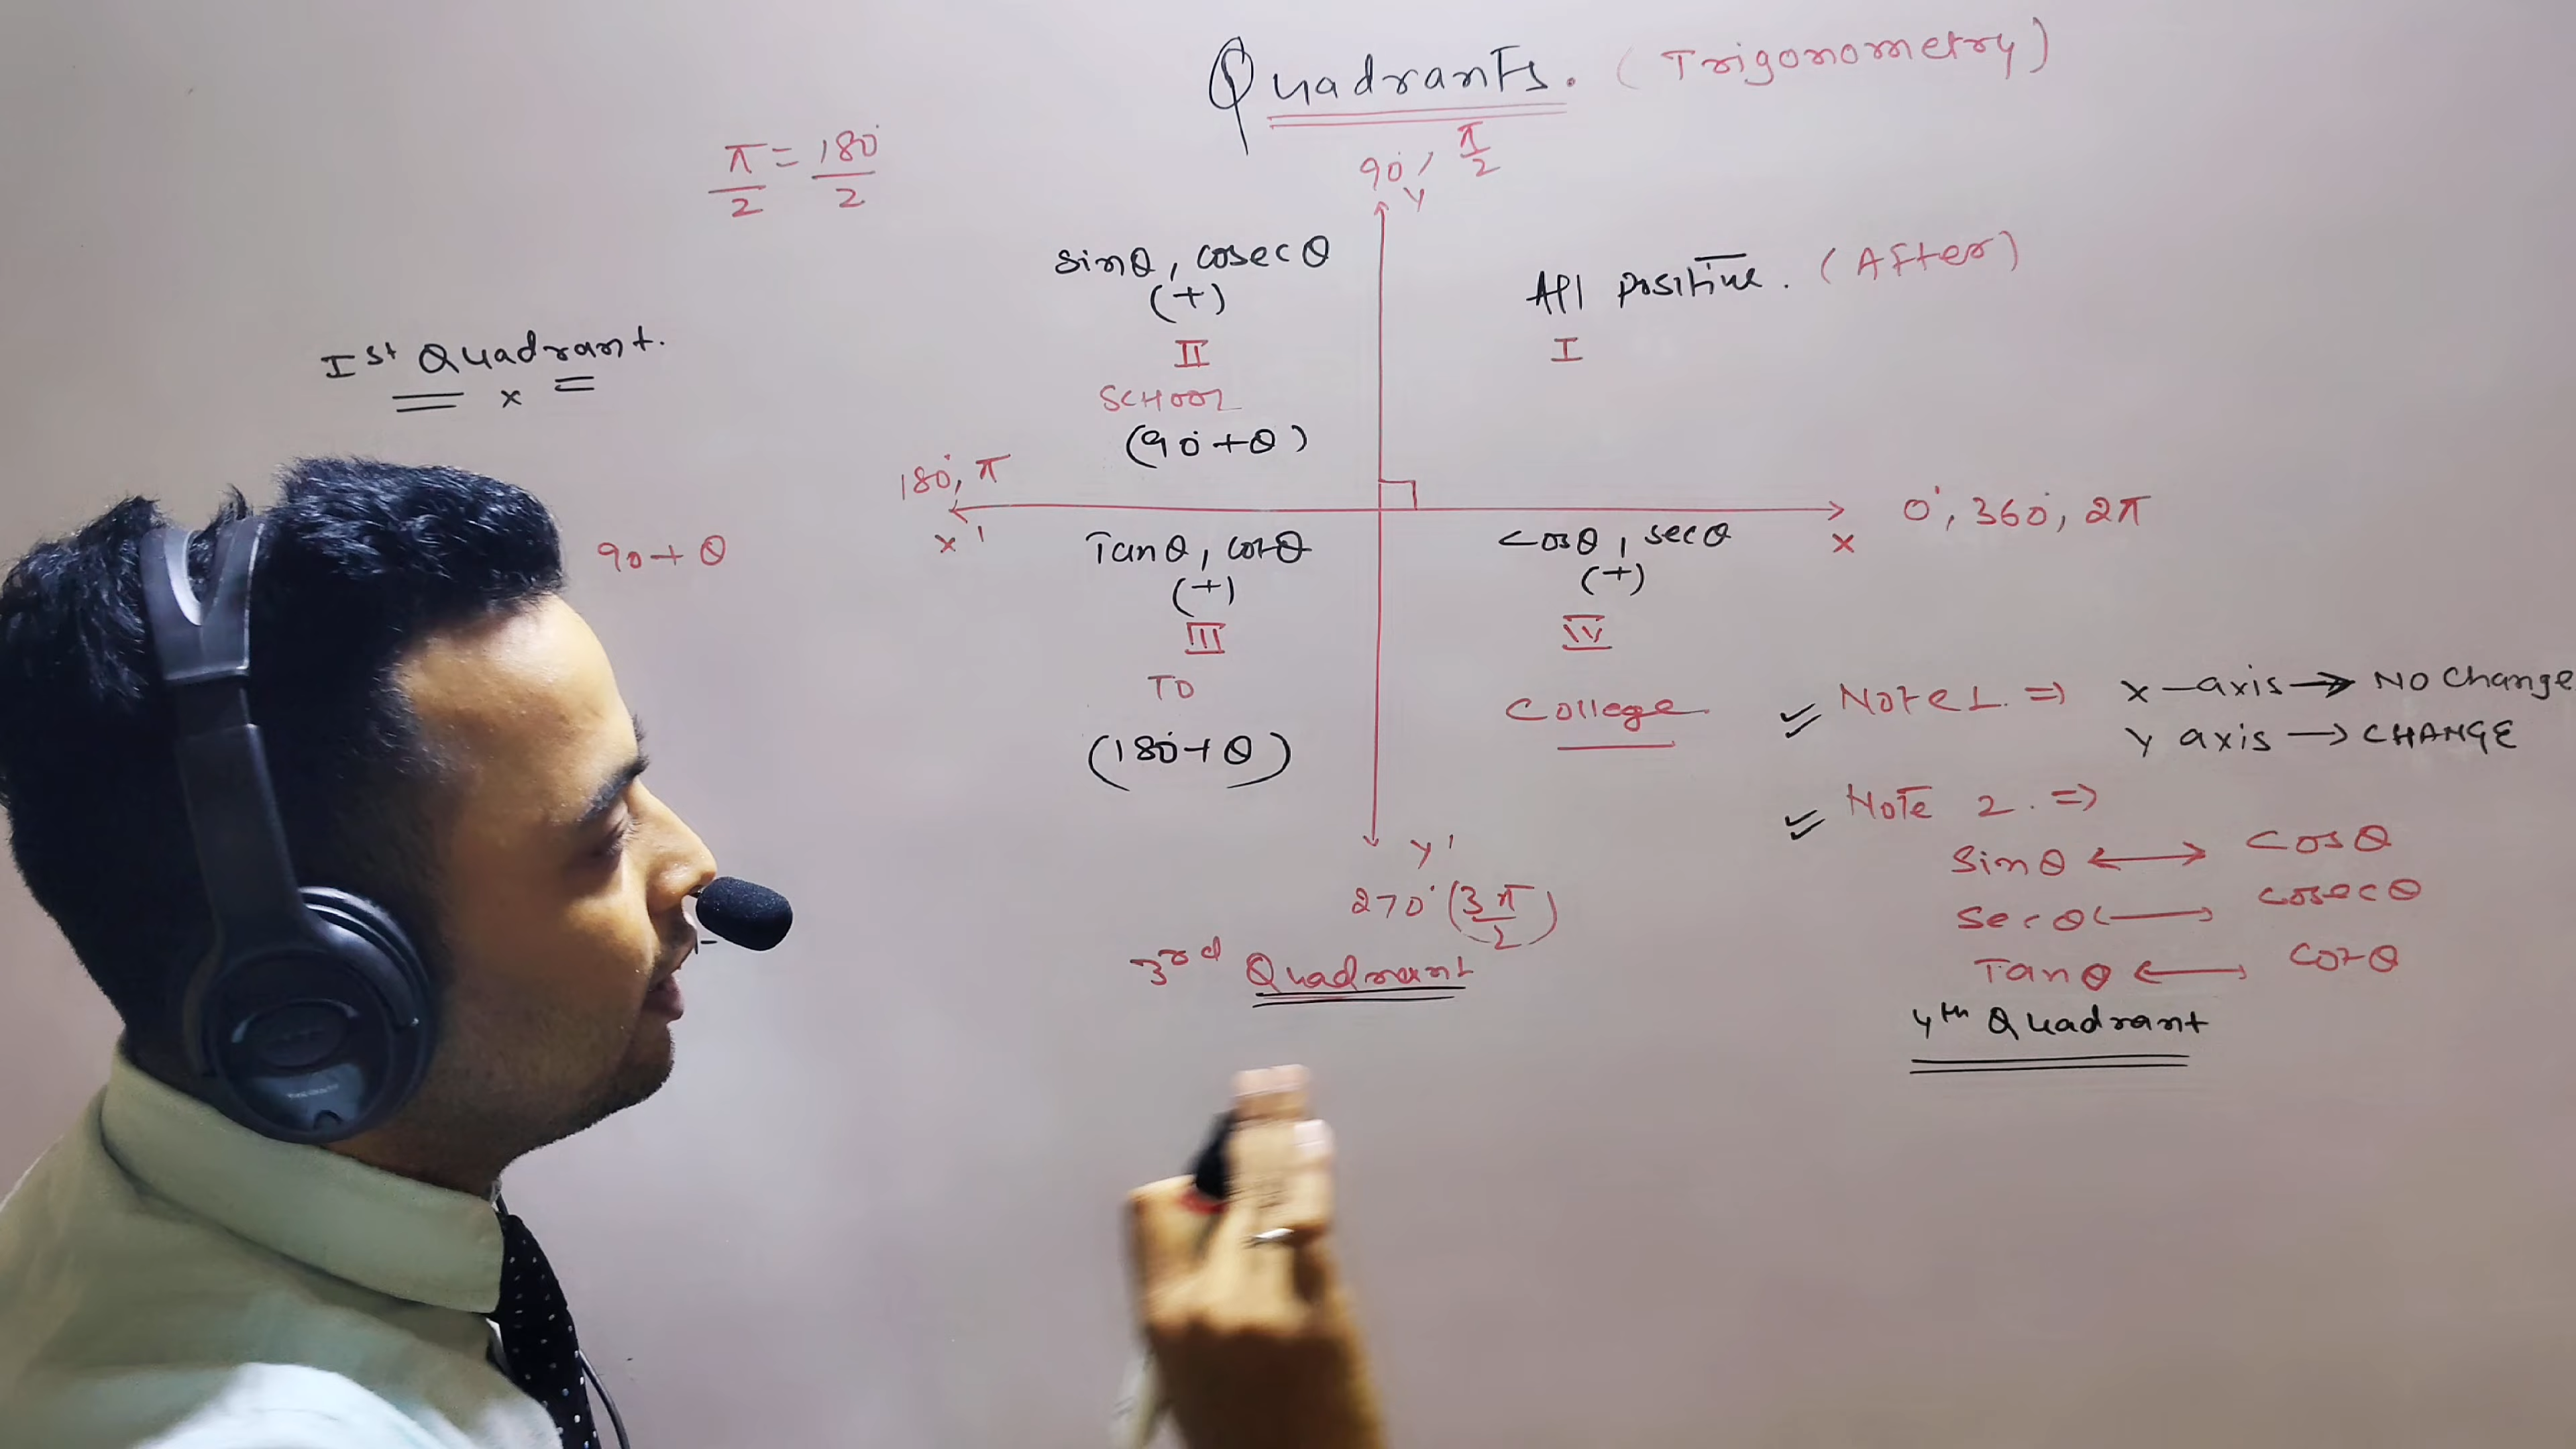 Quadrants. (Trigonometry)
π/2 = 180°/2
90°, π/2
Y
sinθ, cosecθ
(+)
II
SCHOOL
(90°+θ)
All positive. (After)
I
Ist Quadrant.
x
180°, π
x'
0°, 360°, 2π
x
90+θ
Tanθ, cotθ
(+)
III
TO
(180°+θ)
cosθ, secθ
(+)
IV
College
Y'
270° (3π/2)
3rd Quadrant
Note 1. ⇒ x-axis → NO Change
Y axis → CHANGE
Note 2. ⇒
Sinθ ↔ Cosθ
Secθ ↔ cosecθ
Tanθ ↔ cotθ
4th Quadrant